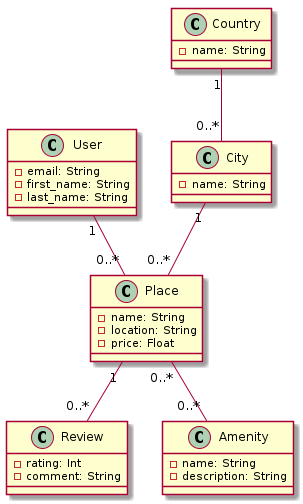 C Country
name: String
1
0..*
C User
email: String
first_name: String
last_name: String
C City
name: String
1
1
0..*
0..*
C Place
name: String
location: String
price: Float
1
0..*
0..*
0..*
C Review
rating: Int
comment: String
C Amenity
name: String
description: String